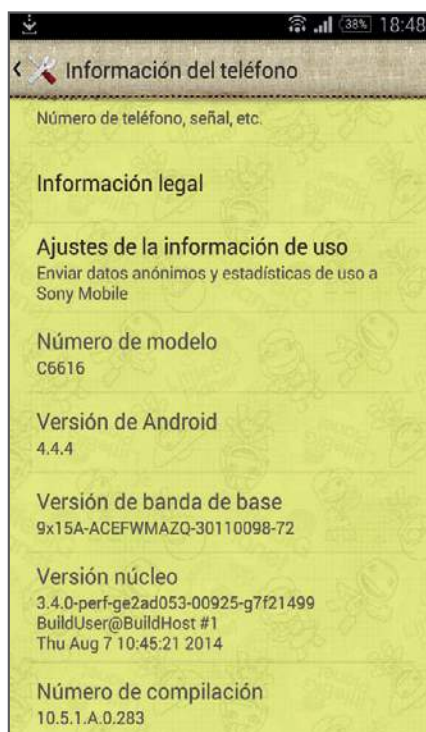 38% 18:48
Información del teléfono
Número de teléfono, señal, etc.
Información legal
Ajustes de la información de uso
Enviar datos anónimos y estadísticas de uso a
Sony Mobile
Número de modelo
C6616
Versión de Android
4.4.4
Versión de banda de base
9x15A-ACEFWMAZQ-30110098-72
Versión núcleo
3.4.0-perf-ge2ad053-00925-g7f21499
BuildUser@BuildHost #1
Thu Aug 7 10:45:21 2014
Número de compilación
10.5.1.A.0.283